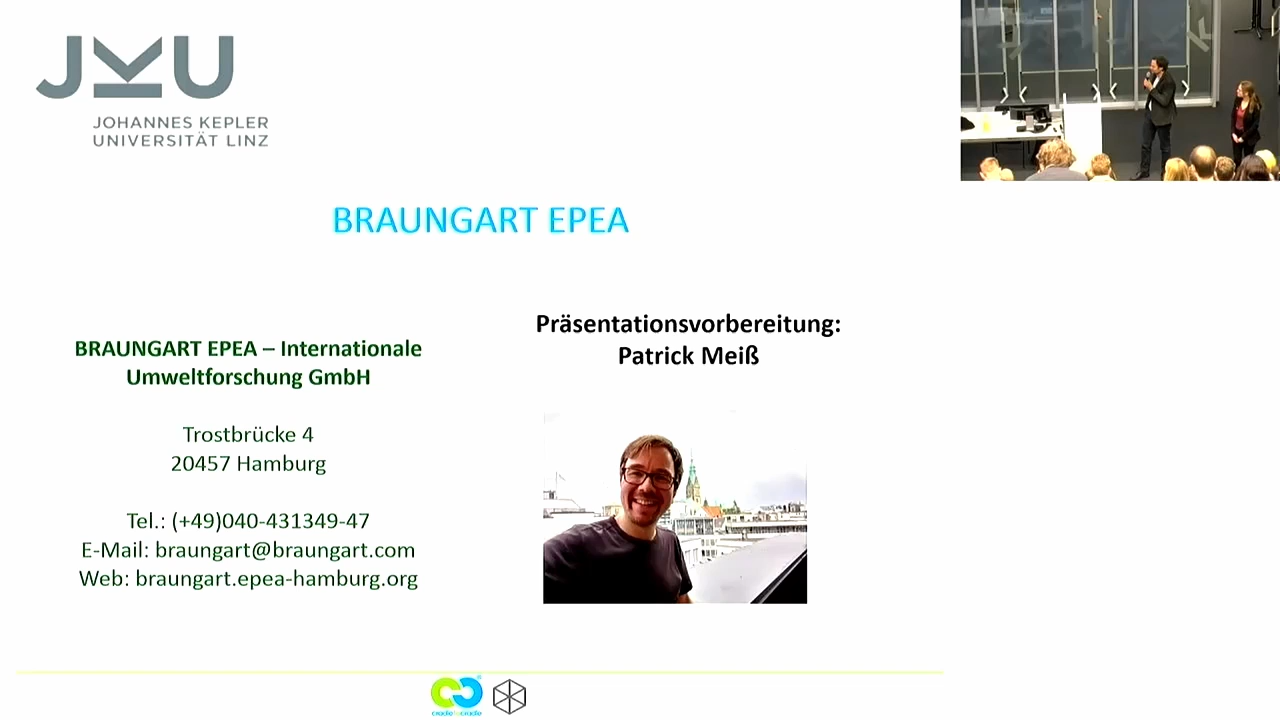 JKU
JOHANNES KEPLER
UNIVERSITÄT LINZ
BRAUNGART EPEA
BRAUNGART EPEA – Internationale
Umweltforschung GmbH
Trostbrücke 4
20457 Hamburg
Tel.: (+49)040-431349-47
E-Mail: braungart@braungart.com
Web: braungart.epea-hamburg.org
Präsentationsvorbereitung:
Patrick Meiß
cradletocradle